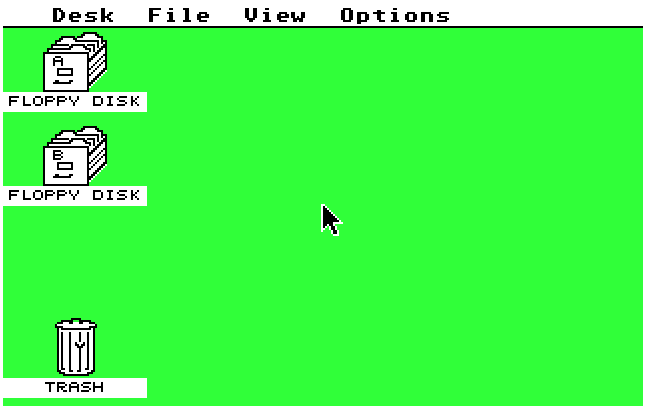 Desk File View Options
A
FLOPPY DISK
B
FLOPPY DISK
TRASH